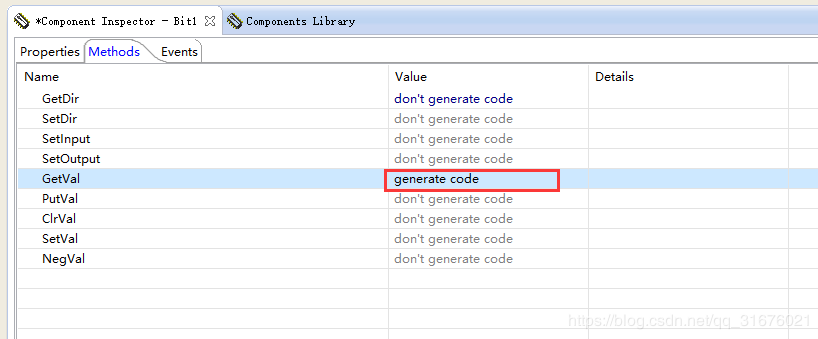 *Component Inspector - Bit1 Components Library
Properties Methods Events
Name Value Details
GetDir don't generate code
SetDir don't generate code
SetInput don't generate code
SetOutput don't generate code
GetVal generate code
PutVal don't generate code
ClrVal don't generate code
SetVal don't generate code
NegVal don't generate code
https://blog.csdn.net/qq_31676021